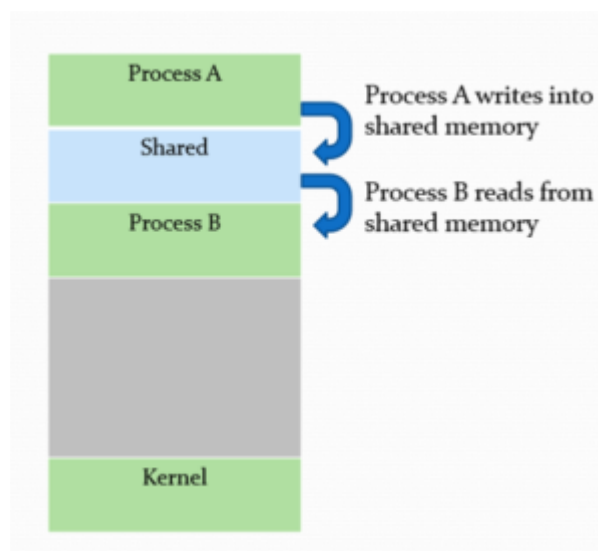 Process A
Process A writes into
shared memory
Shared
Process B reads from
shared memory
Process B
Kernel